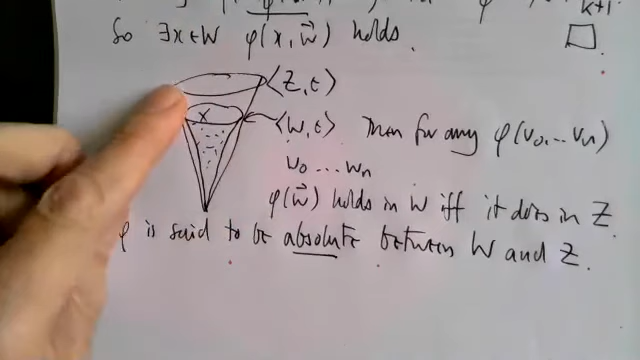 k+1
So ∃x∈W φ(x, w⃗) holds. □
⟨Z, ε⟩
x ⟨W, ε⟩ Then for any φ(v₀, ... vₙ)
w₀ ... wₙ
φ(w⃗) holds in W iff it does in Z.
φ is said to be absolute between W and Z.